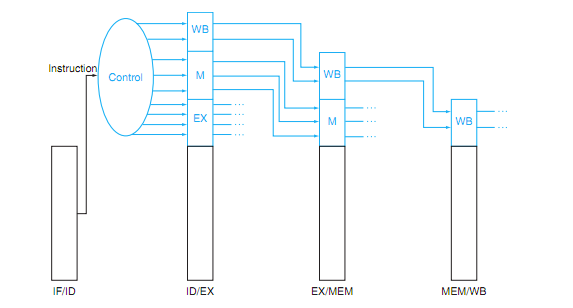 WB
Instruction
Control
M
WB
EX
...
...
...
...
M
...
...
...
WB
...
...
IF/ID
ID/EX
EX/MEM
MEM/WB